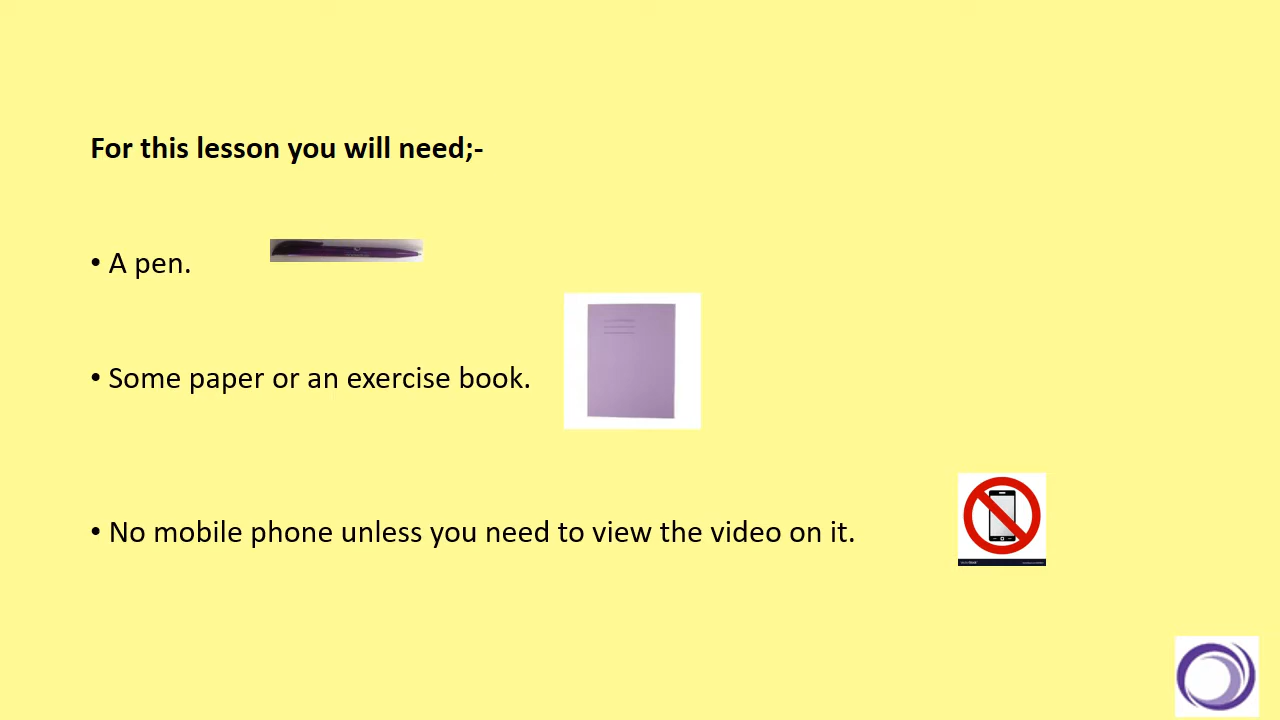 For this lesson you will need;-
• A pen.
• Some paper or an exercise book.
• No mobile phone unless you need to view the video on it.